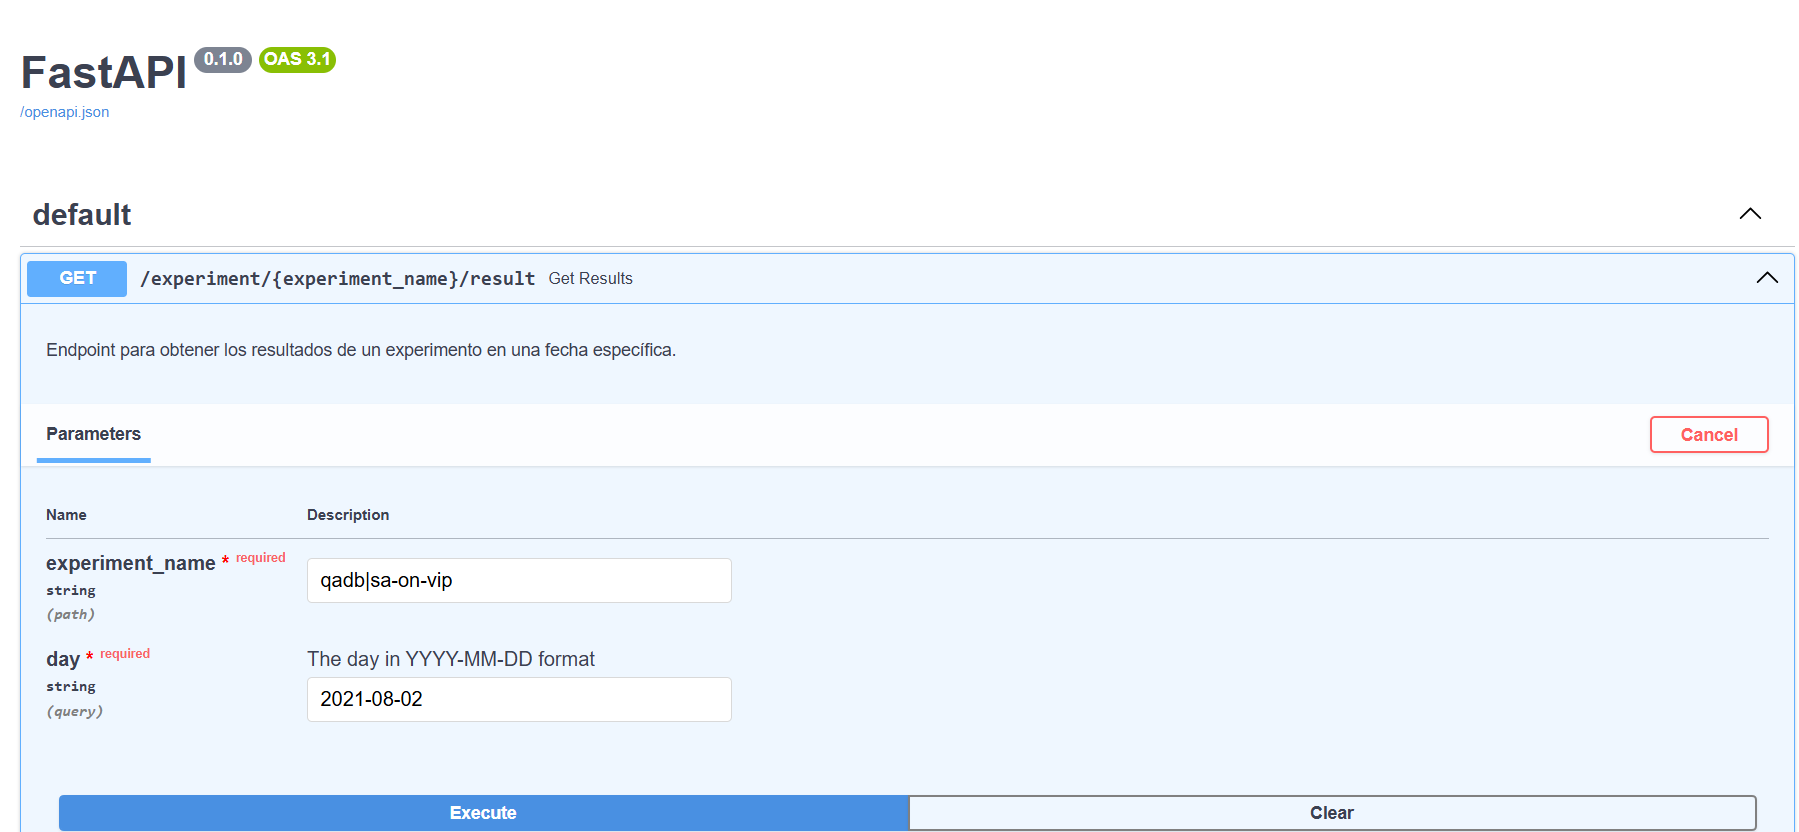 FastAPI 0.1.0 OAS 3.1
/openapi.json
default
GET /experiment/{experiment_name}/result Get Results
Endpoint para obtener los resultados de un experimento en una fecha específica.
Parameters Cancel
Name Description
experiment_name * required
string
(path)
qadb|sa-on-vip
day * required
string
(query)
The day in YYYY-MM-DD format
2021-08-02
Execute Clear